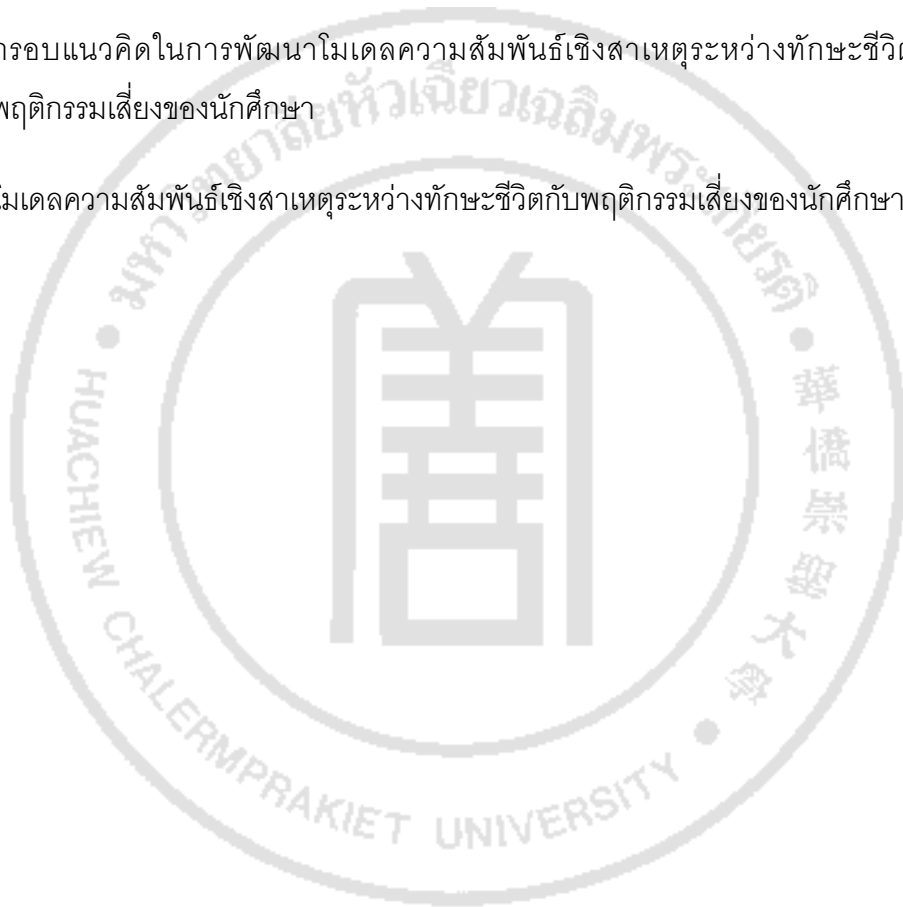 รอบแนวคิดในการพัฒนาโมเดลความสัมพันธ์เชิงสาเหตุระหว่างทักษะชีวิต
พฤติกรรมเสี่ยงของนักศึกษา
โมเดลความสัมพันธ์เชิงสาเหตุระหว่างทักษะชีวิตกับพฤติกรรมเสี่ยงของนักศึกษา
มหาวิทยาลัยหัวเฉียวเฉลิมพระเกียรติ
華僑崇聖大學
HUACHIEW CHALERMPRAKIET UNIVERSITY